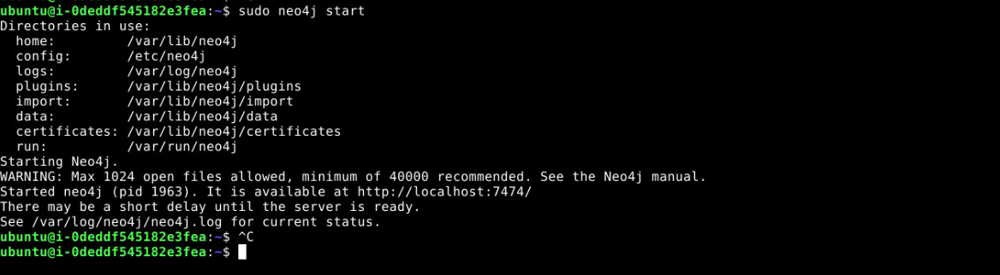 ubuntu@i-0deddf545182e3fea:~$ sudo neo4j start
Directories in use:
  home:         /var/lib/neo4j
  config:       /etc/neo4j
  logs:         /var/log/neo4j
  plugins:      /var/lib/neo4j/plugins
  import:       /var/lib/neo4j/import
  data:         /var/lib/neo4j/data
  certificates: /var/lib/neo4j/certificates
  run:          /var/run/neo4j
Starting Neo4j.
WARNING: Max 1024 open files allowed, minimum of 40000 recommended. See the Neo4j manual.
Started neo4j (pid 1963). It is available at http://localhost:7474/
There may be a short delay until the server is ready.
See /var/log/neo4j/neo4j.log for current status.
ubuntu@i-0deddf545182e3fea:~$ ^C
ubuntu@i-0deddf545182e3fea:~$